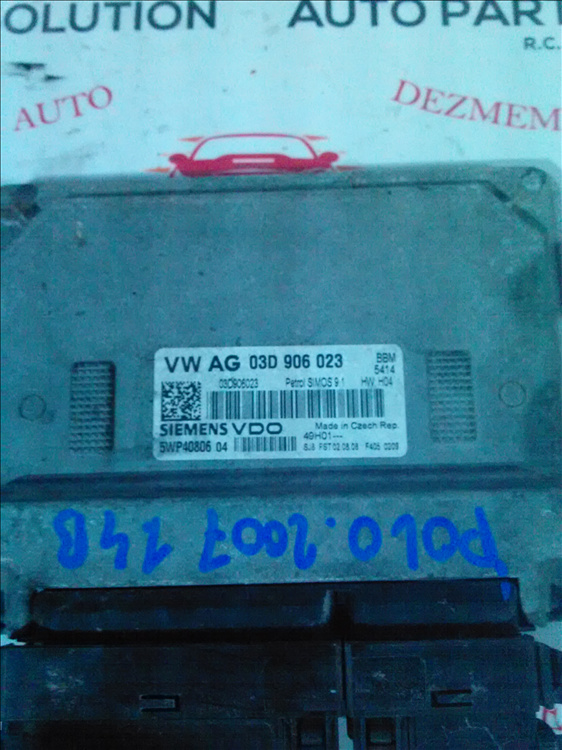 OLUTION AUTO PART
R.C.
AUTO DEZMEM
VW AG 03D 906 023 BBM
5414
03D906023 Petrol SIMOS 9 1 HW H04
SIEMENS VDO Made in Czech Rep.
5WP40806 04 49H01---
POLO.2007 14B